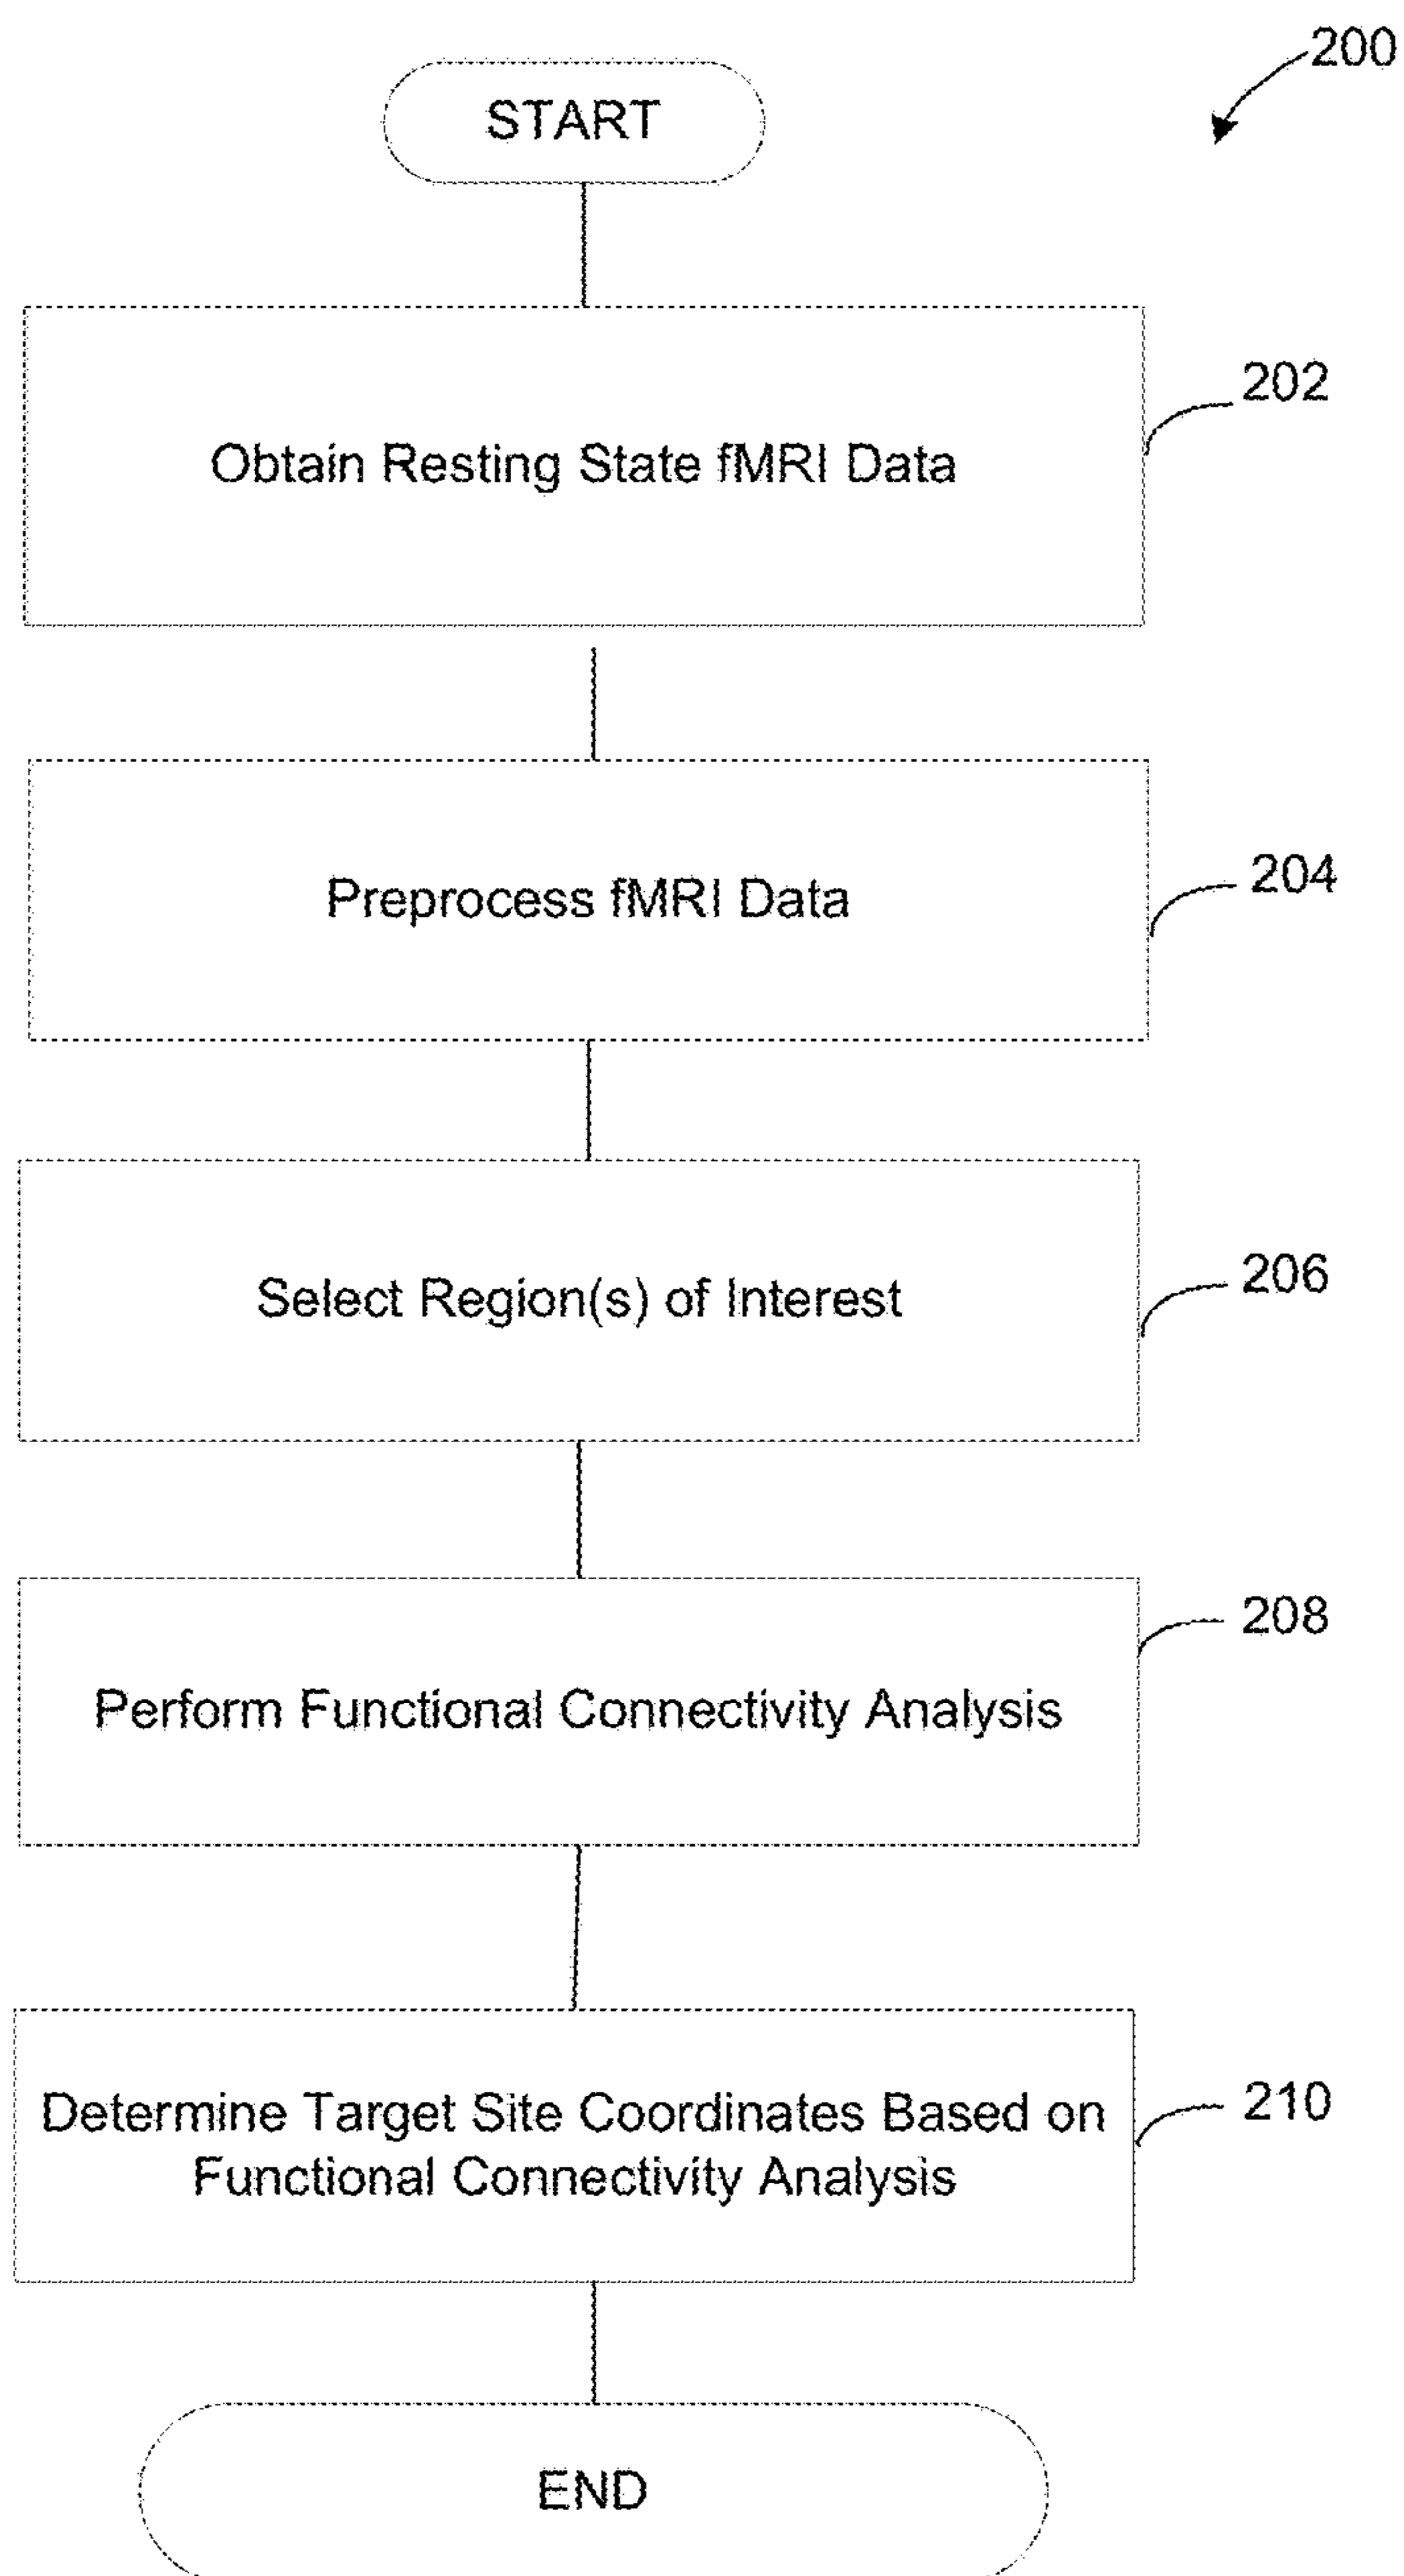 200
START
202
Obtain Resting State fMRI Data
204
Preprocess fMRI Data
206
Select Region(s) of Interest
208
Perform Functional Connectivity Analysis
210
Determine Target Site Coordinates Based on
Functional Connectivity Analysis
END